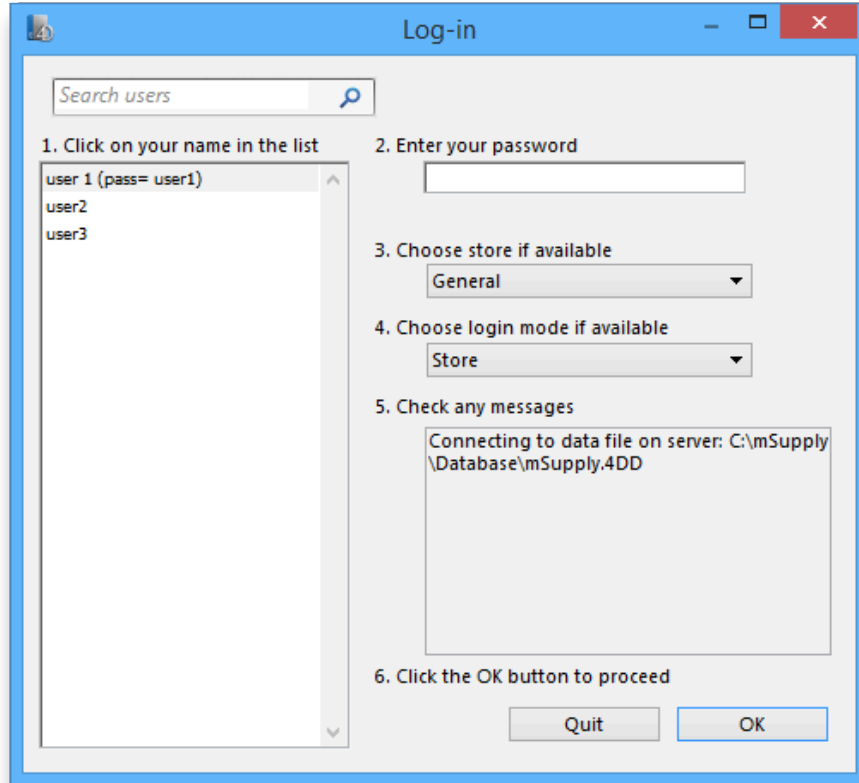 Log-in
Search users
1. Click on your name in the list
user 1 (pass= user1)
user2
user3
2. Enter your password
3. Choose store if available
General
4. Choose login mode if available
Store
5. Check any messages
Connecting to data file on server: C:\mSupply
\Database\mSupply.4DD
6. Click the OK button to proceed
Quit
OK